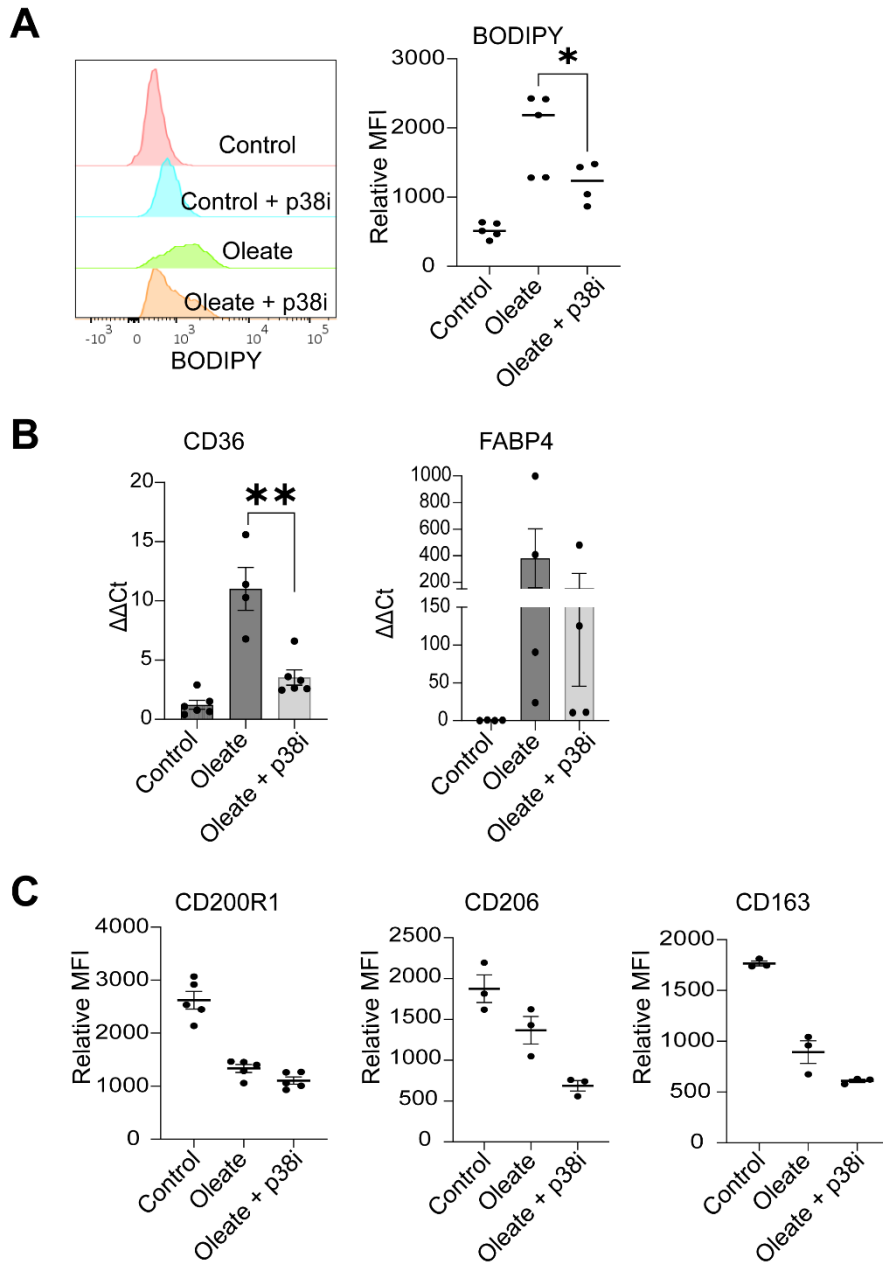 A
Control
Control + p38i
Oleate
Oleate + p38i
-10³ 0 10³ 10⁴ 10⁵
BODIPY
BODIPY
*
Relative MFI
3000
2000
1000
0
Control
Oleate
Oleate + p38i
B
CD36
**
ΔΔCt
20
15
10
5
0
Control
Oleate
Oleate + p38i
FABP4
ΔΔCt
1000
800
600
400
200
150
100
50
0
Control
Oleate
Oleate + p38i
C
CD200R1
Relative MFI
4000
3000
2000
1000
0
Control
Oleate
Oleate + p38i
CD206
Relative MFI
2500
2000
1500
1000
500
0
Control
Oleate
Oleate + p38i
CD163
Relative MFI
2000
1500
1000
500
0
Control
Oleate
Oleate + p38i